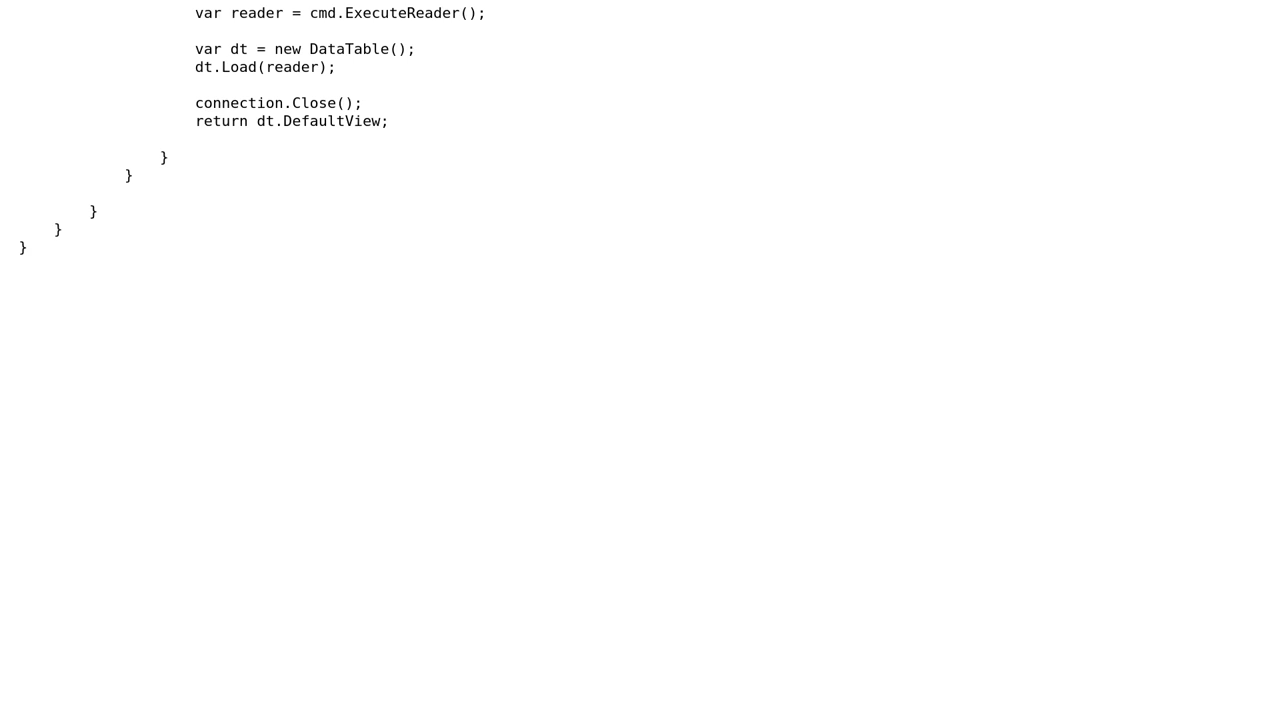 var reader = cmd.ExecuteReader();
var dt = new DataTable();
dt.Load(reader);
connection.Close();
return dt.DefaultView;
}
}
}
}
}